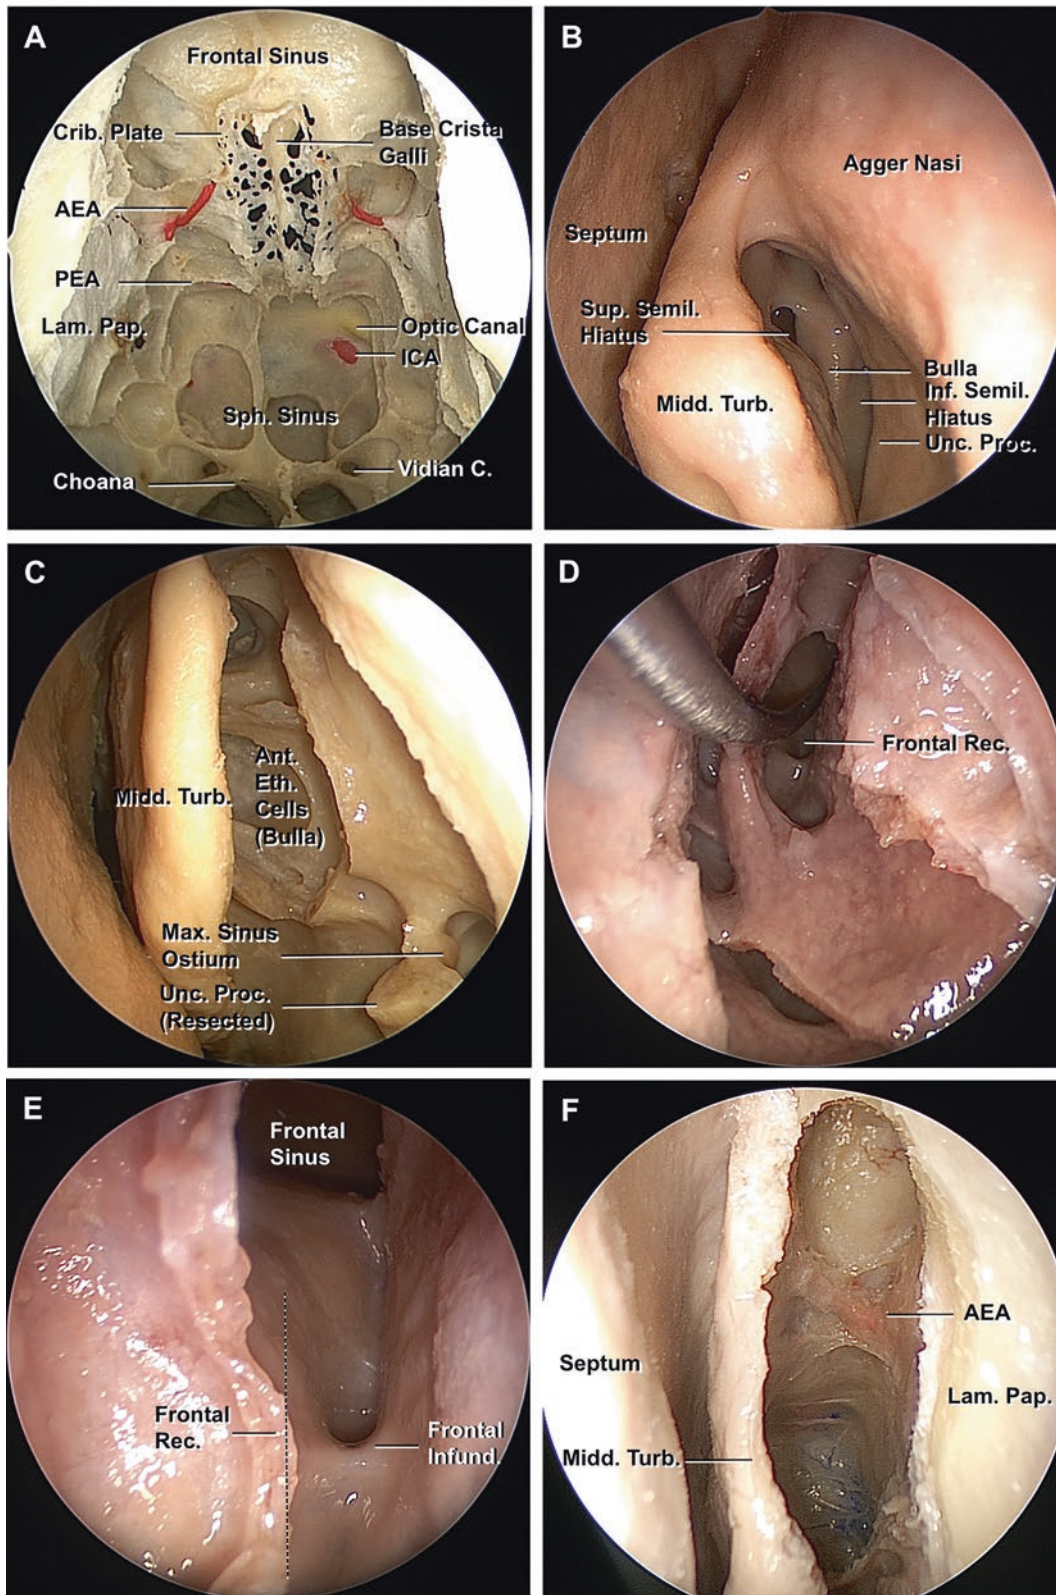 A
Frontal Sinus
Crib. Plate
Base Crista
Galli
AEA
PEA
Lam. Pap.
Optic Canal
ICA
Sph. Sinus
Choana
Vidian C.
B
Agger Nasi
Septum
Sup. Semil.
Hiatus
Bulla
Midd. Turb.
Inf. Semil.
Hiatus
Unc. Proc.
C
Ant.
Eth.
Cells
(Bulla)
Midd. Turb.
Max. Sinus
Ostium
Unc. Proc.
(Resected)
D
Frontal Rec.
E
Frontal
Sinus
Frontal
Rec.
Frontal
Infund.
F
AEA
Septum
Lam. Pap.
Midd. Turb.